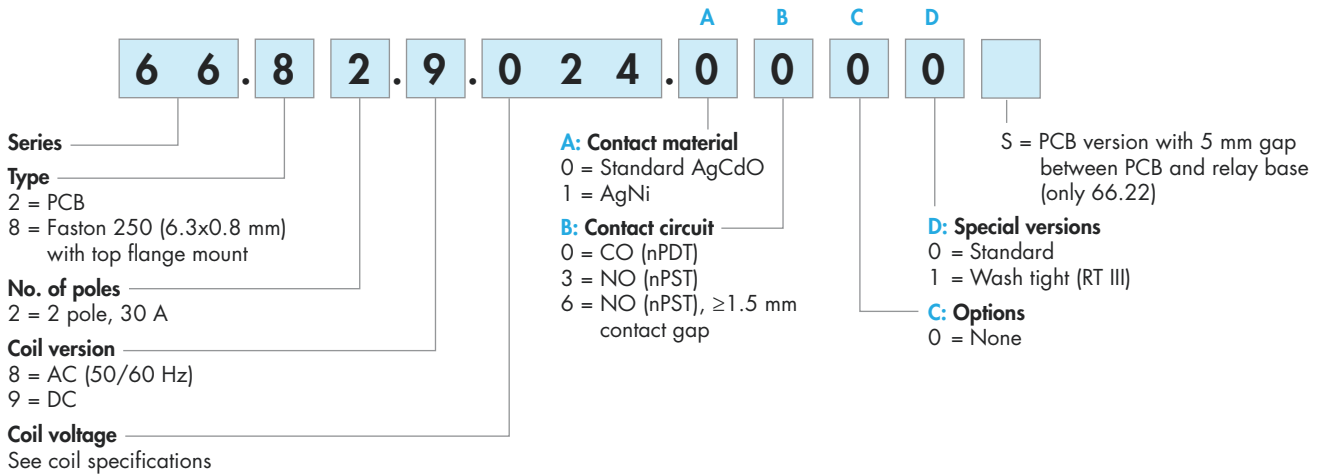 A B C D
6 6 . 8 2 . 9 . 0 2 4 . 0 0 0 0
Series
Type
2 = PCB
8 = Faston 250 (6.3x0.8 mm)
with top flange mount
No. of poles
2 = 2 pole, 30 A
Coil version
8 = AC (50/60 Hz)
9 = DC
Coil voltage
See coil specifications
A: Contact material
0 = Standard AgCdO
1 = AgNi
B: Contact circuit
0 = CO (nPDT)
3 = NO (nPST)
6 = NO (nPST), ≥1.5 mm
contact gap
S = PCB version with 5 mm gap
between PCB and relay base
(only 66.22)
D: Special versions
0 = Standard
1 = Wash tight (RT III)
C: Options
0 = None